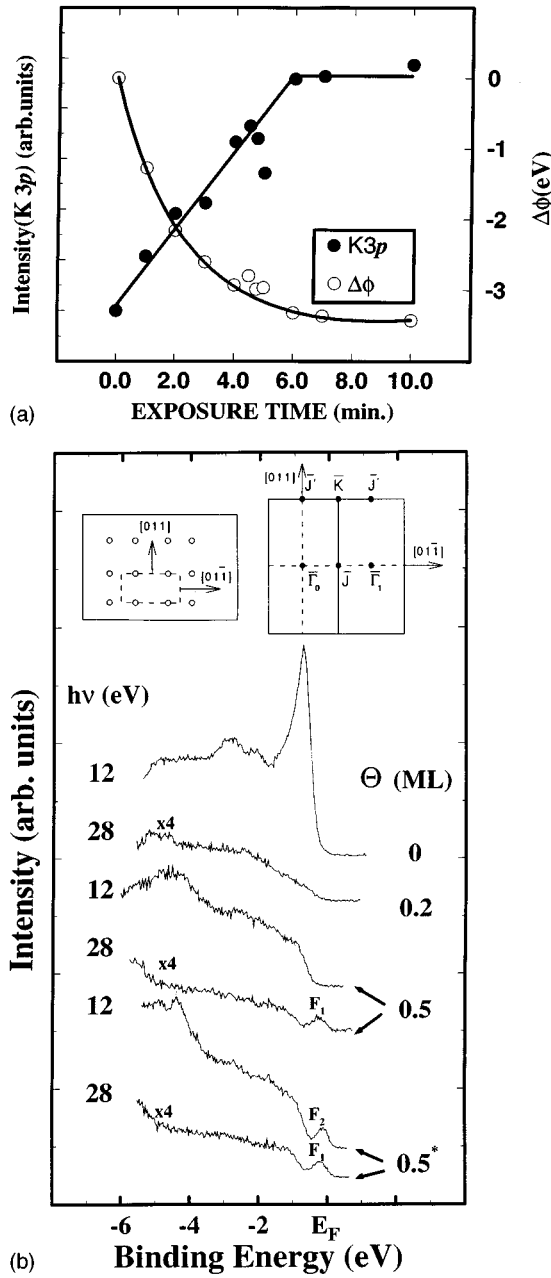 Intensity(K 3p) (arb.units)
0
-1
-2
-3
Δϕ(eV)
K3p
Δϕ
0.0 2.0 4.0 6.0 8.0 10.0
(a) EXPOSURE TIME (min.)
[011] J̄′ K̄ J̄′
[011]
[011̄]
Γ̄₀ J̄ Γ̄₁ [011̄]
hν (eV)
Θ (ML)
12
0
28 x4
0.2
12
28 x4
0.5
F₁
12
F₂
28 x4
0.5*
F₁
Intensity (arb. units)
-6 -4 -2 E_F
(b) Binding Energy (eV)